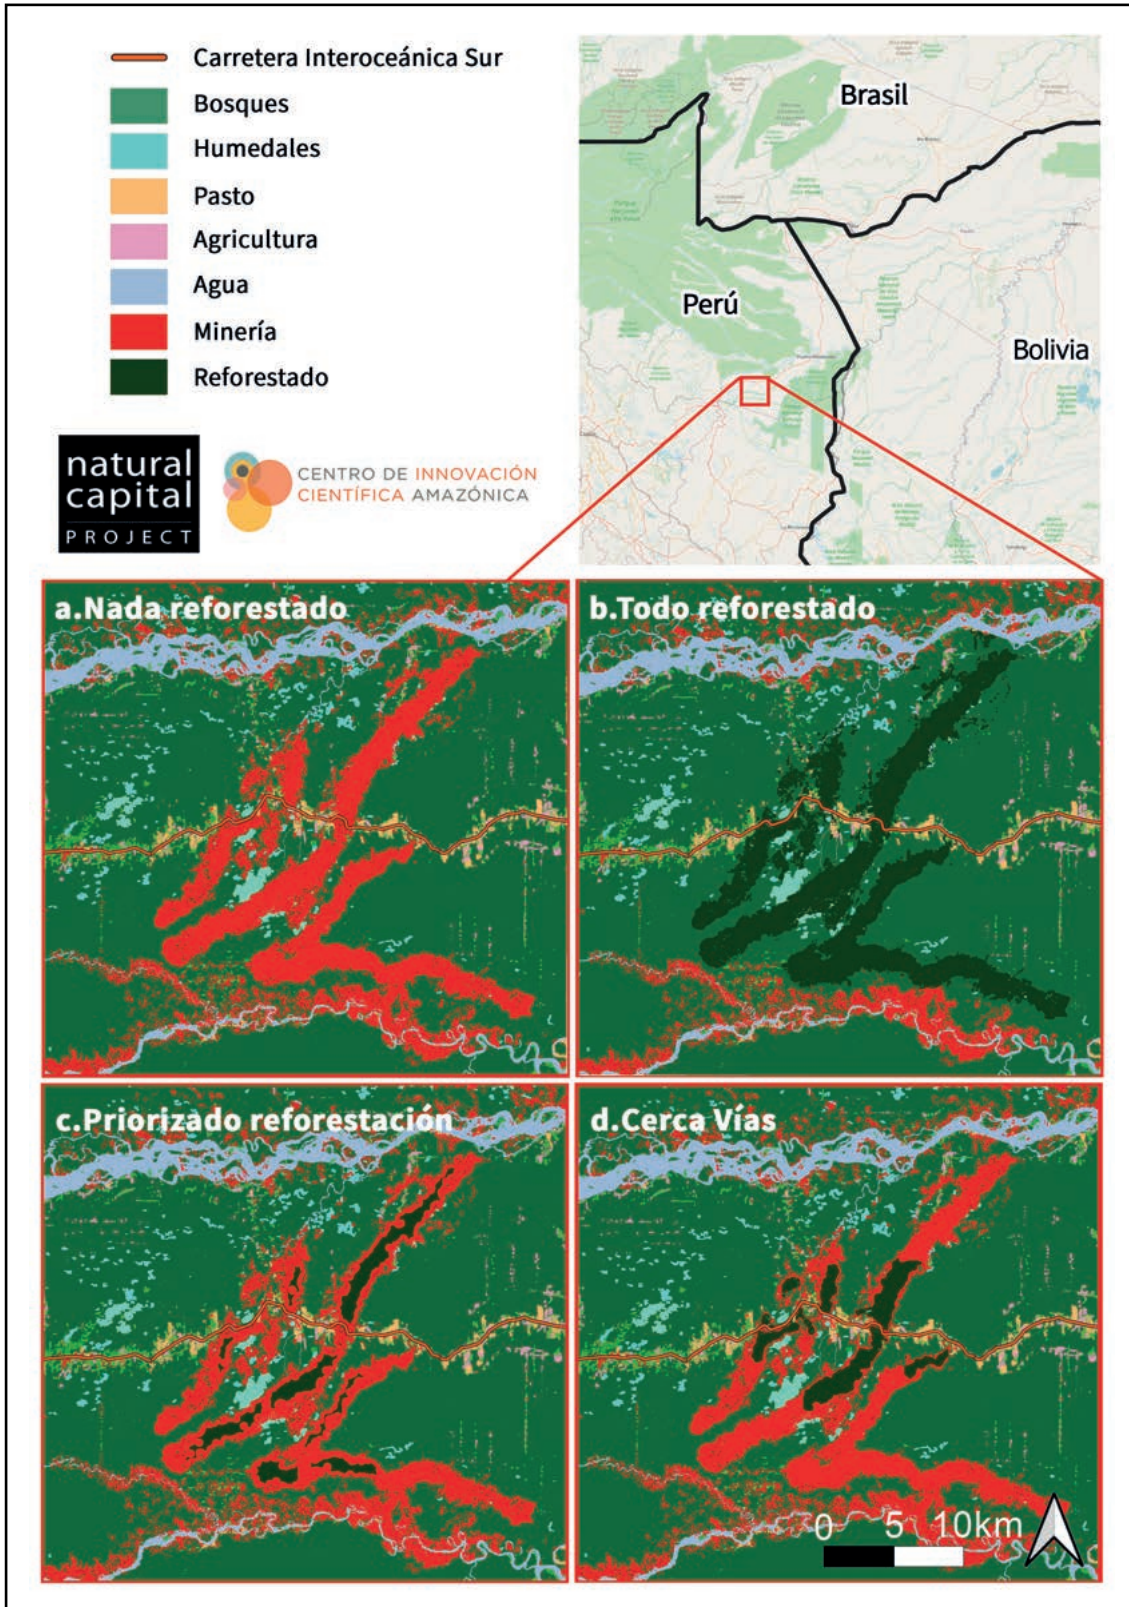 Carretera Interoceánica Sur
Bosques
Humedales
Pasto
Agricultura
Agua
Minería
Reforestado
natural
capital
PROJECT
CENTRO DE INNOVACIÓN
CIENTÍFICA AMAZÓNICA
Brasil
Perú
Bolivia
a.Nada reforestado
b.Todo reforestado
c.Priorizado reforestación
d.Cerca Vías
0 5 10km